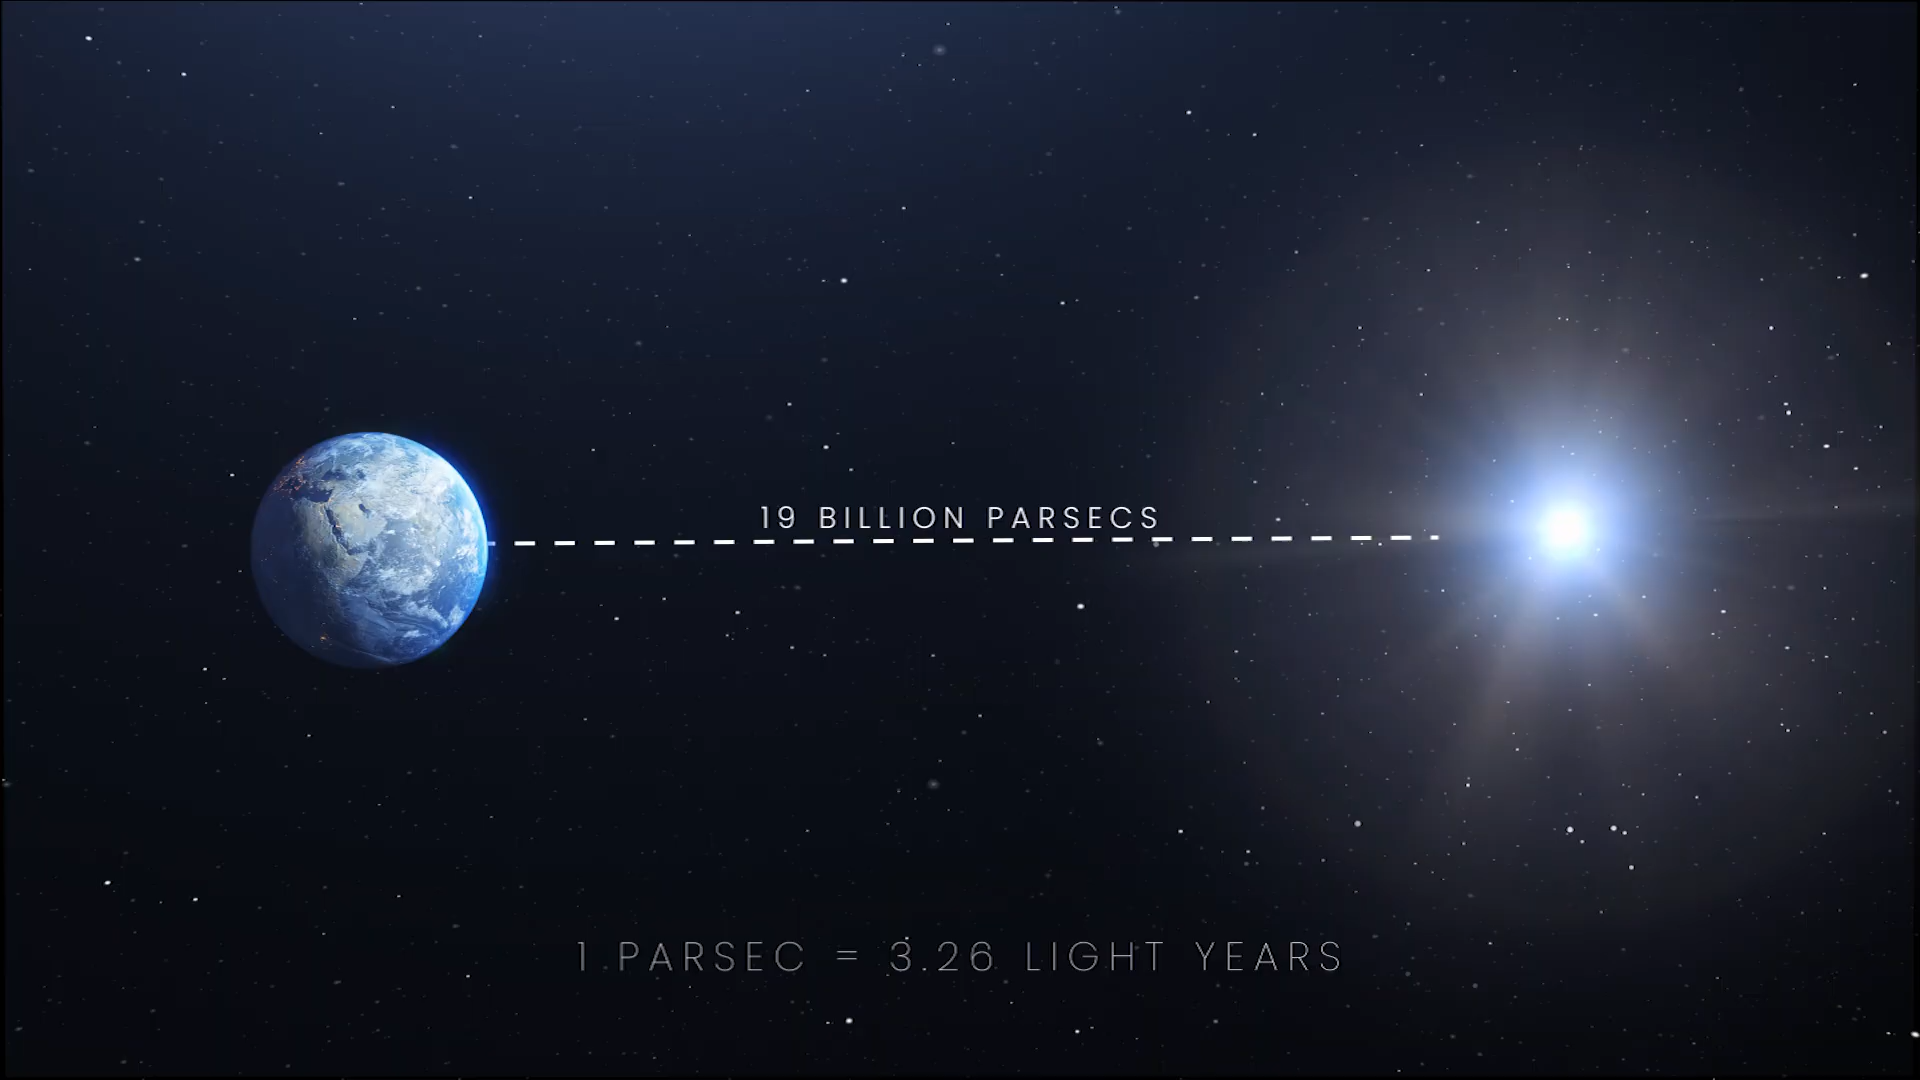 19 BILLION PARSECS
1 PARSEC = 3.26 LIGHT YEARS